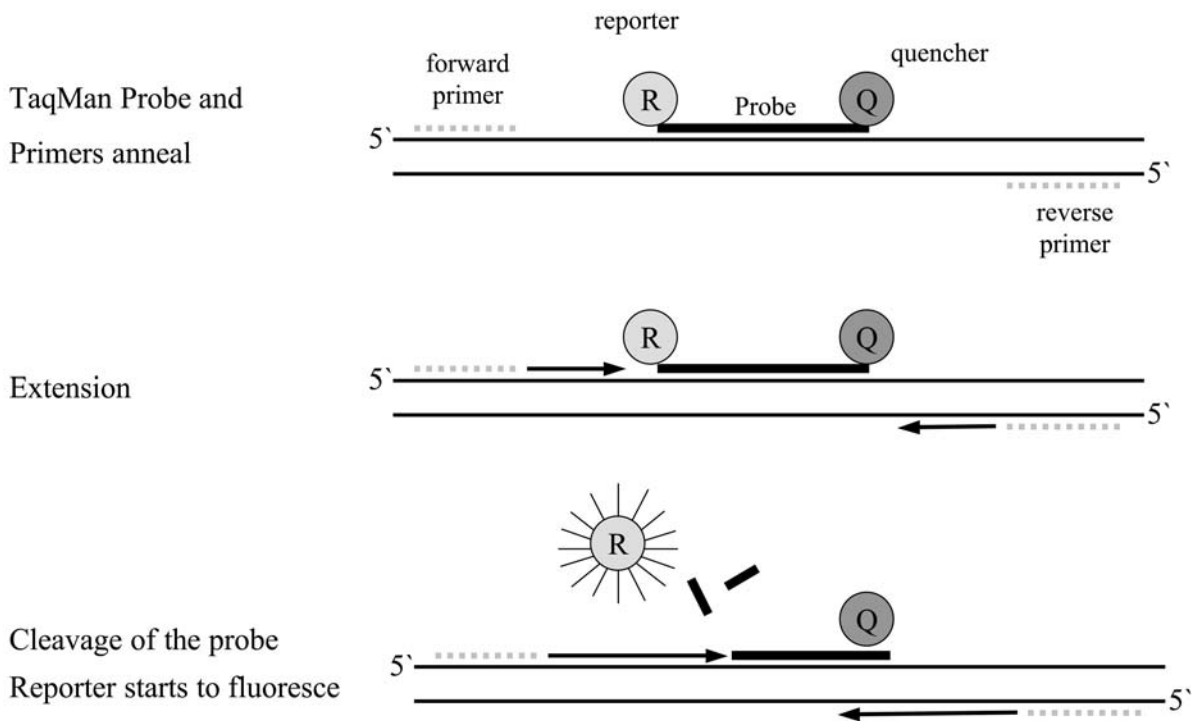 reporter
quencher
forward
primer
TaqMan Probe and
Primers anneal
R
Probe
Q
5`
5`
reverse
primer
Extension
R
Q
5`
5`
R
Q
Cleavage of the probe
Reporter starts to fluoresce
5`
5`